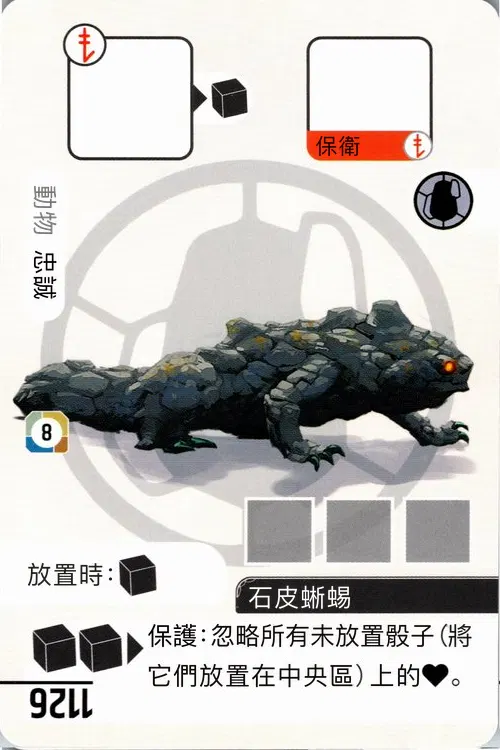 保衛
動物 忠誠
8
放置時：
石皮蜥蜴
保護：忽略所有未放置骰子（將
它們放置在中央區）上的♥。
1126